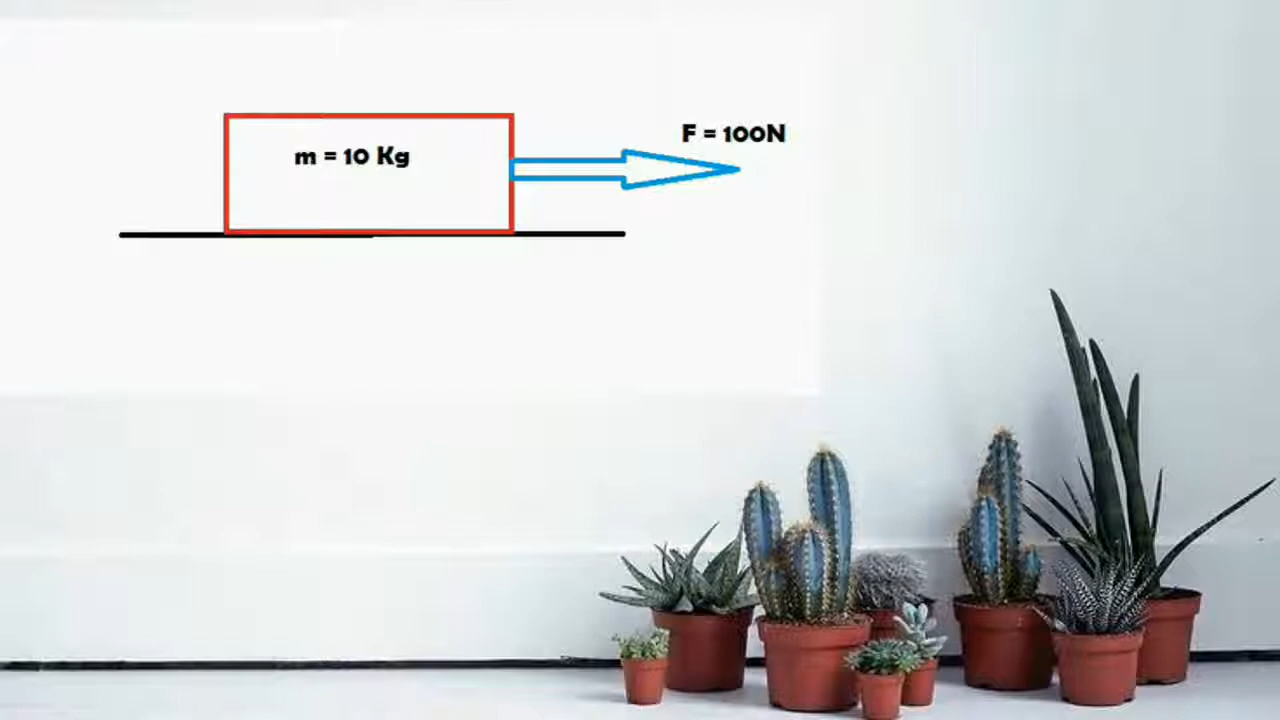 m = 10 Kg
F = 100N